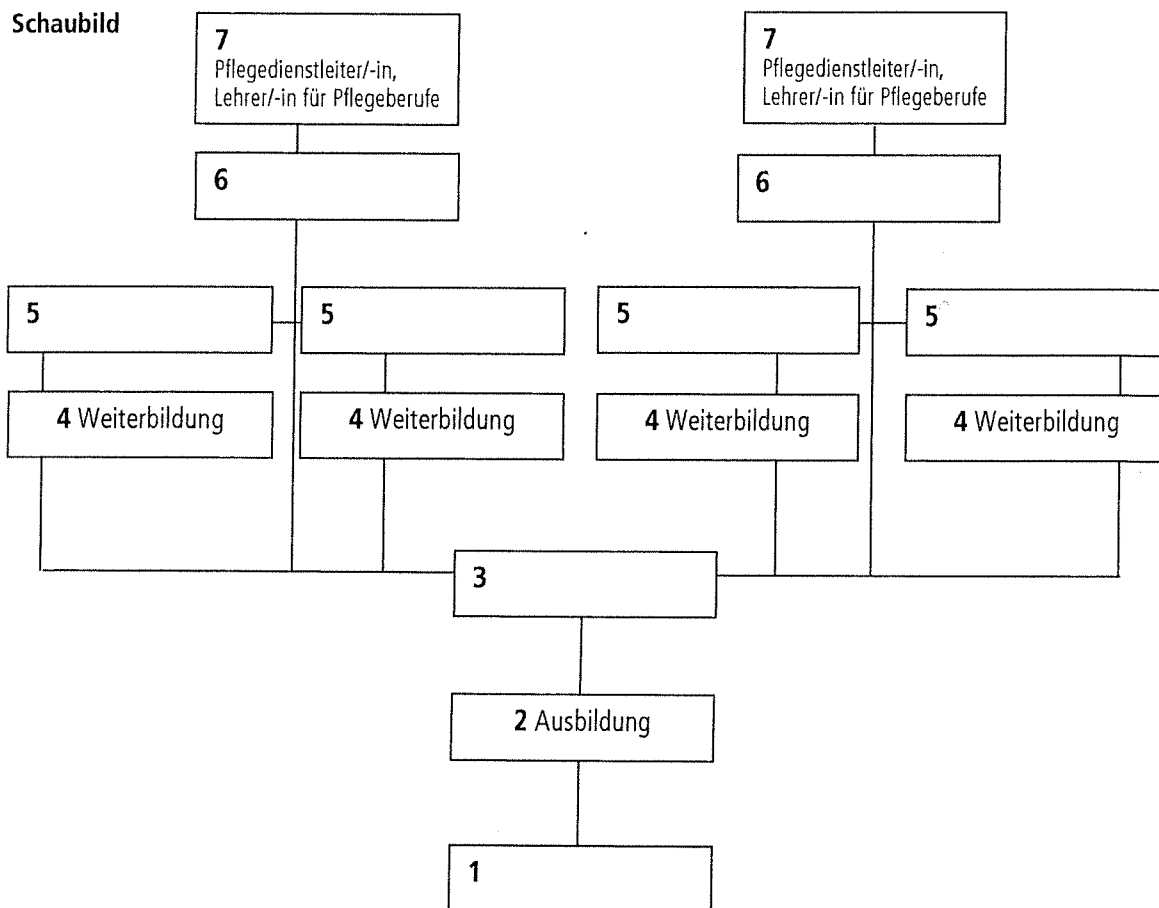 Schaubild
7
Pflegedienstleiter/-in,
Lehrer/-in für Pflegeberufe
7
Pflegedienstleiter/-in,
Lehrer/-in für Pflegeberufe
6
6
5
5
5
5
4 Weiterbildung
4 Weiterbildung
4 Weiterbildung
4 Weiterbildung
3
2 Ausbildung
1